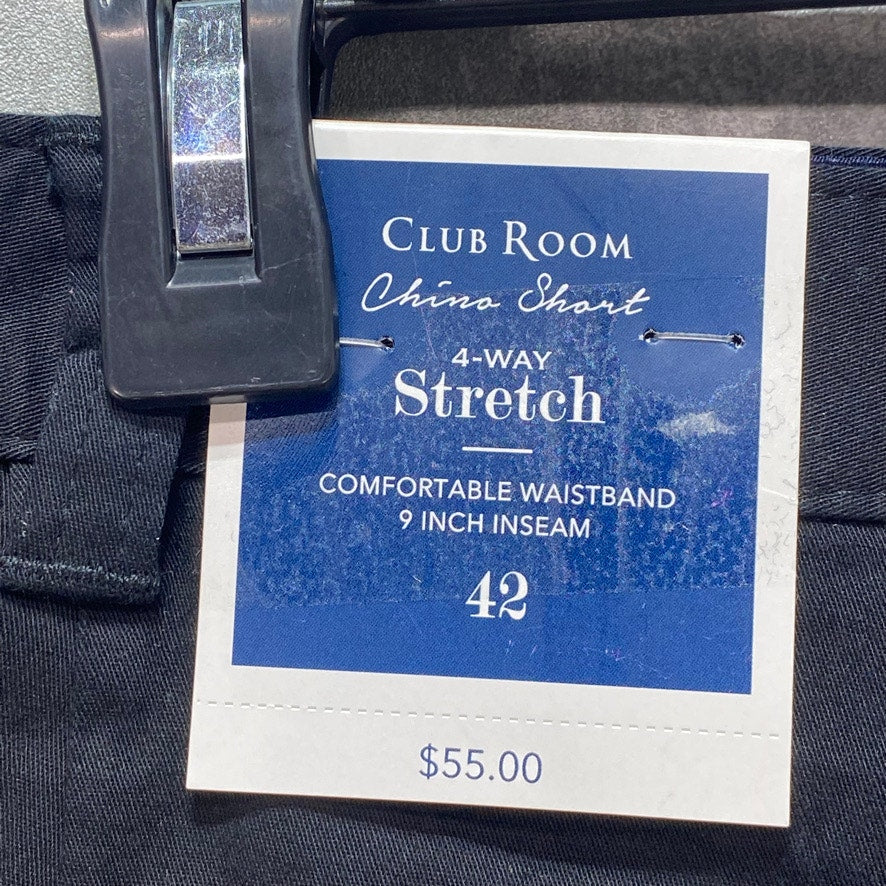 CLUB ROOM
Chino Short
4-WAY
Stretch
COMFORTABLE WAISTBAND
9 INCH INSEAM
42
$55.00